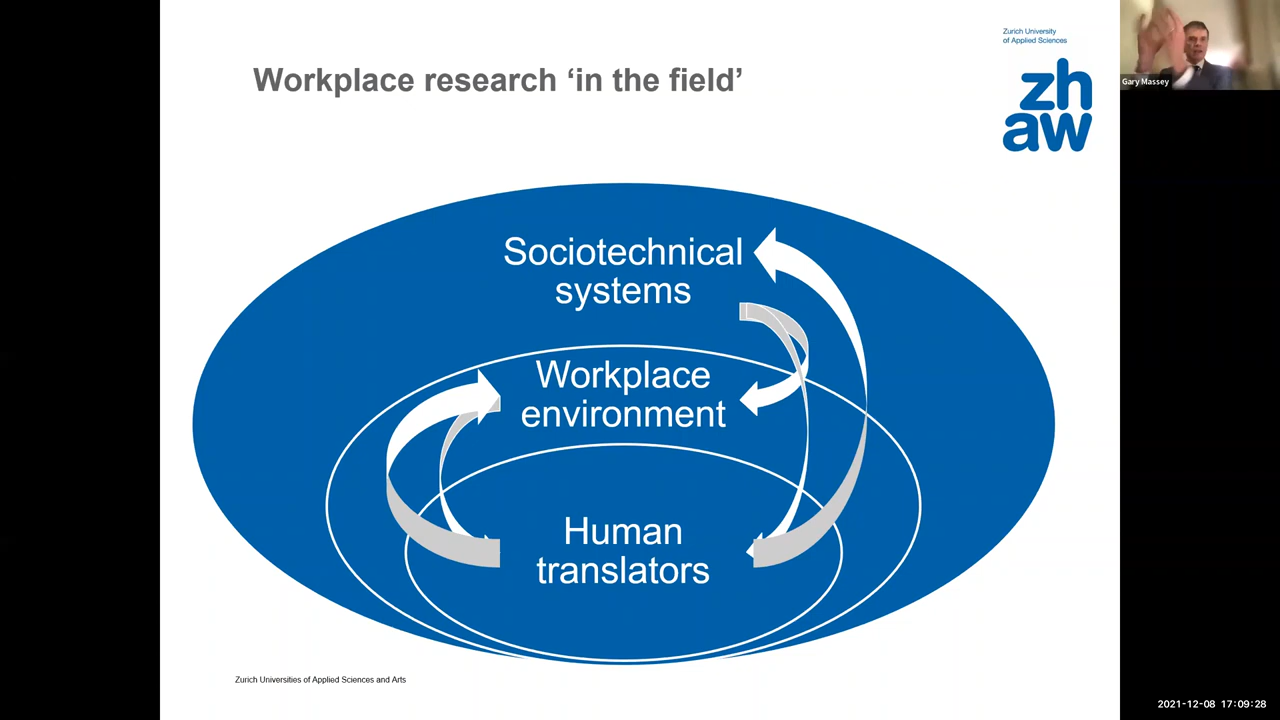 Zurich University
of Applied Sciences
zh
aw
Gary Massey
Workplace research ‘in the field’
Sociotechnical
systems
Workplace
environment
Human
translators
Zurich Universities of Applied Sciences and Arts
2021-12-08 17:09:28